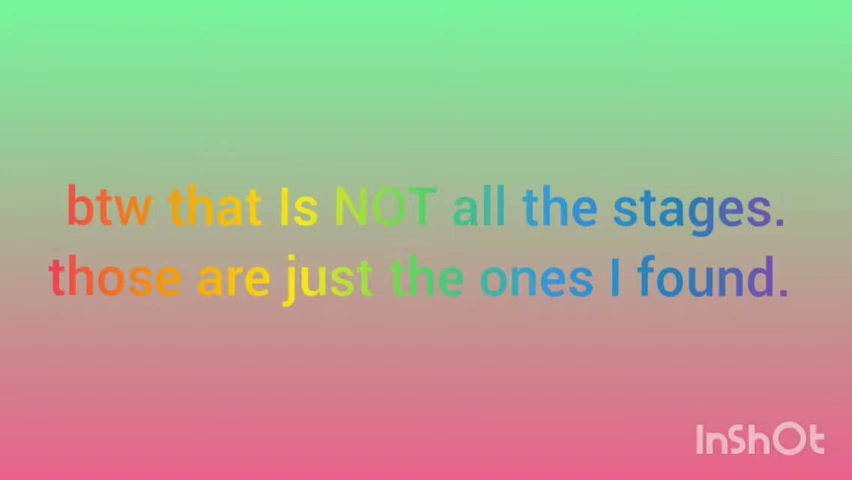 btw that Is NOT all the stages.
those are just the ones I found.
InShOt